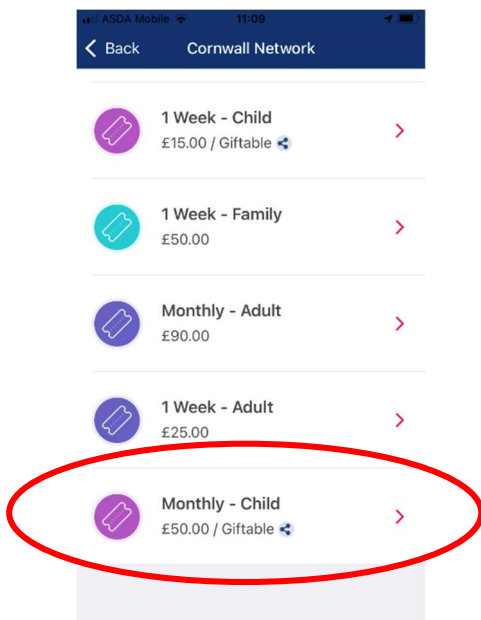 ASDA Mobile 11:09
Back Cornwall Network
1 Week - Child
£15.00 / Giftable
1 Week - Family
£50.00
Monthly - Adult
£90.00
1 Week - Adult
£25.00
Monthly - Child
£50.00 / Giftable